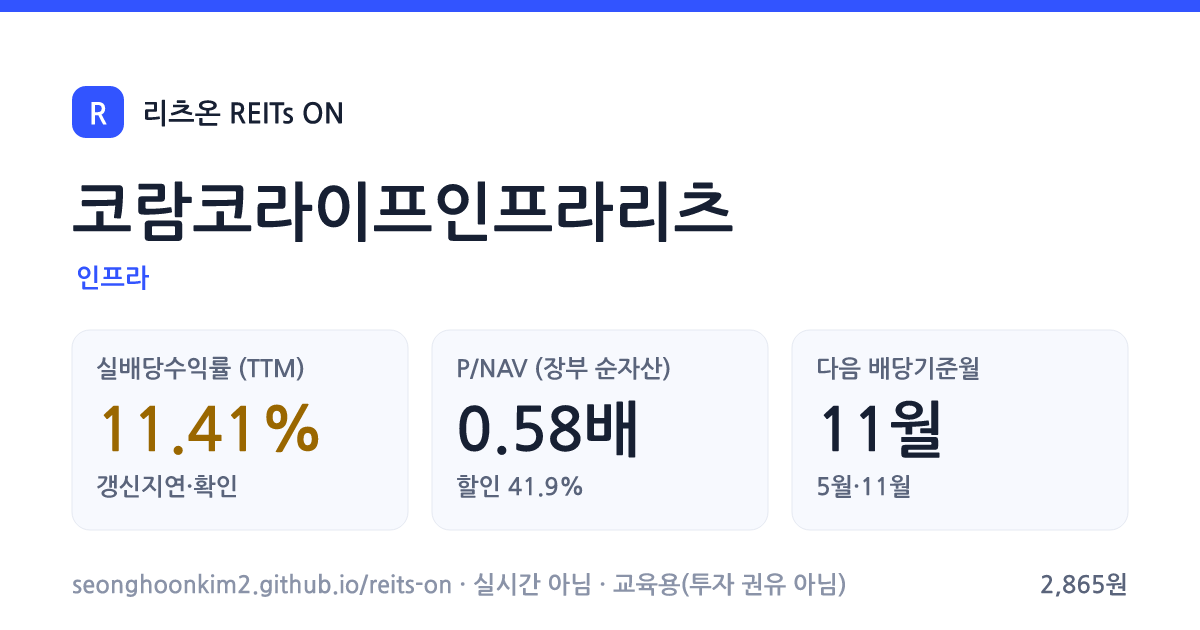 R 리츠온 REITs ON
코람코라이프인프라리츠
인프라
실배당수익률 (TTM)
11.41%
갱신지연·확인
P/NAV (장부 순자산)
0.58배
할인 41.9%
다음 배당기준월
11월
5월·11월
seonghoonkim2.github.io/reits-on · 실시간 아님 · 교육용(투자 권유 아님)
2,865원